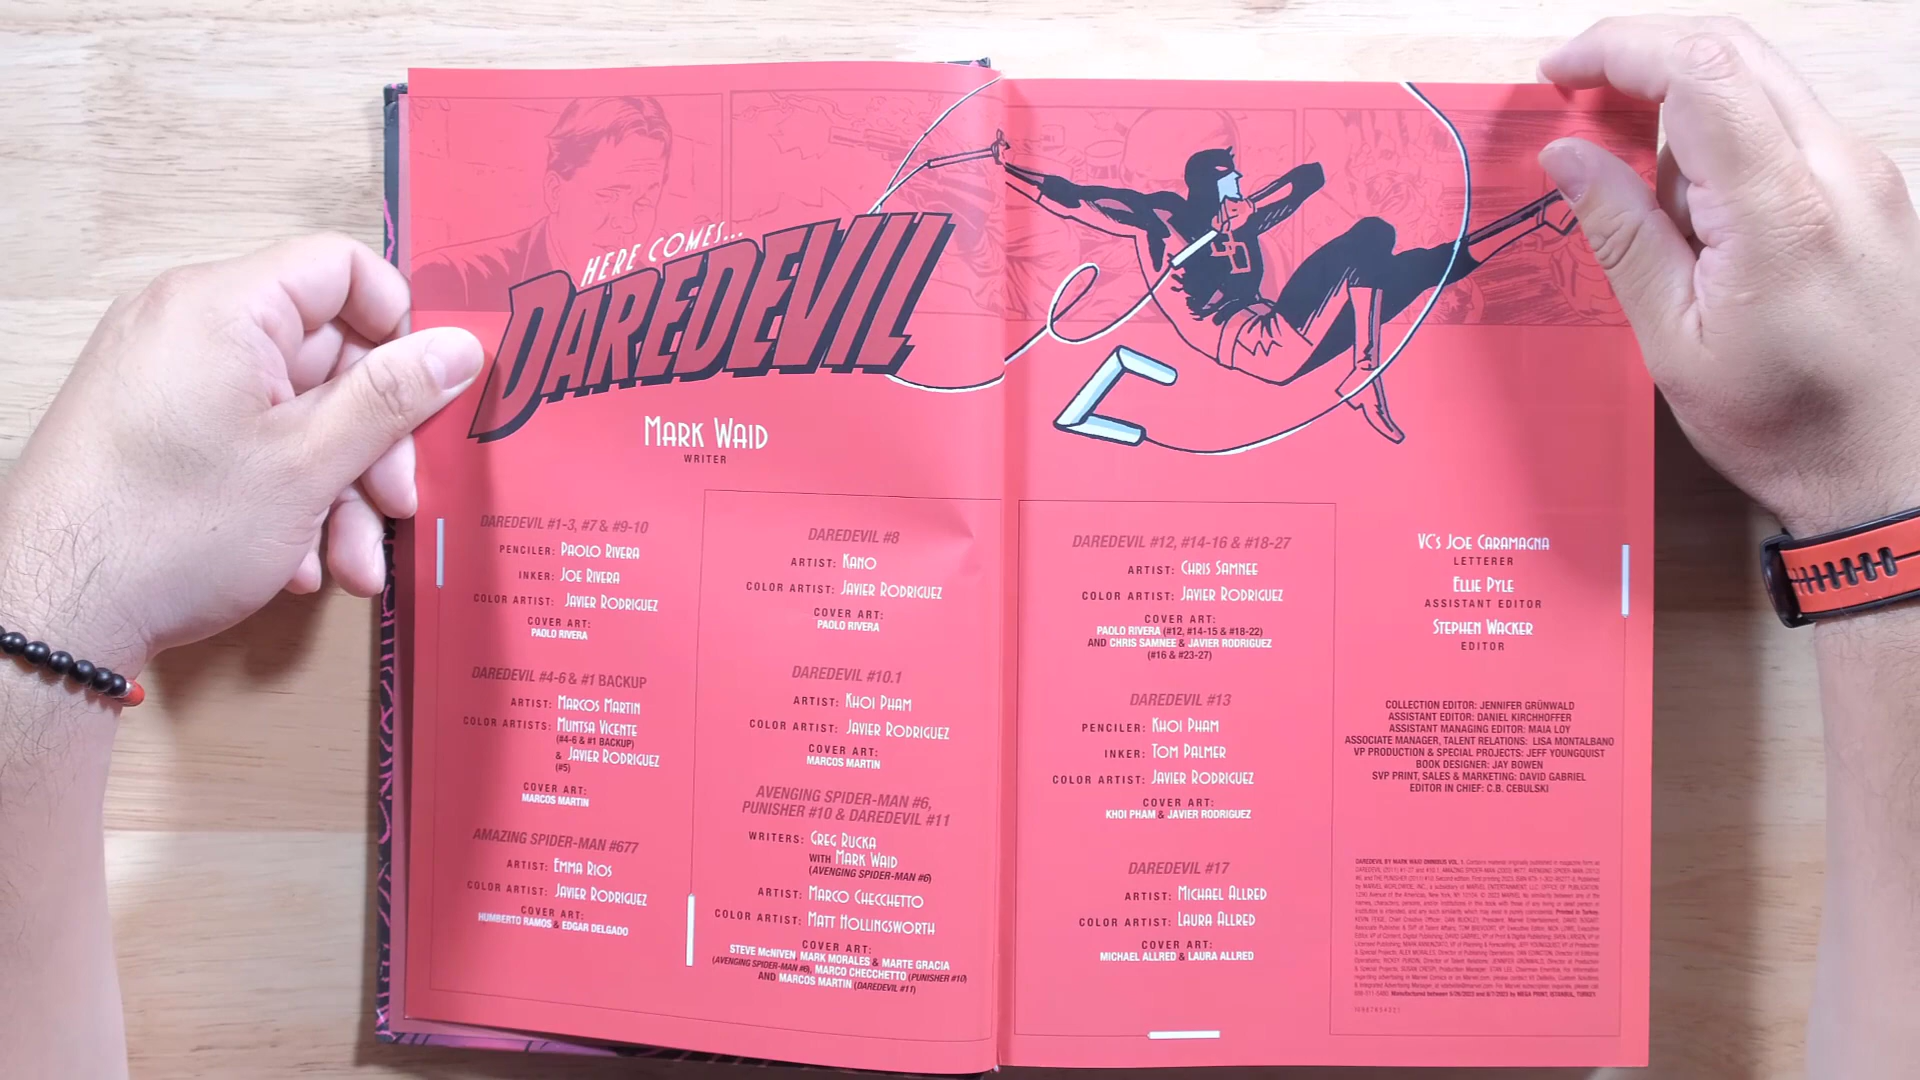 HERE COMES...
DAREDEVIL
MARK WAID
WRITER
DAREDEVIL #1-3, #7 & #9-10
PENCILER: PAOLO RIVERA
INKER: JOE RIVERA
COLOR ARTIST: JAVIER RODRIGUEZ
COVER ART:
PAOLO RIVERA
DAREDEVIL #4-6 & #1 BACKUP
ARTIST: MARCOS MARTIN
COLOR ARTISTS: MUNTSA VICENTE
(#4-6 & #1 BACKUP)
& JAVIER RODRIGUEZ
(#5)
COVER ART:
MARCOS MARTIN
AMAZING SPIDER-MAN #677
ARTIST: EMMA RIOS
COLOR ARTIST: JAVIER RODRIGUEZ
COVER ART:
HUMBERTO RAMOS & EDGAR DELGADO
DAREDEVIL #8
ARTIST: KANO
COLOR ARTIST: JAVIER RODRIGUEZ
COVER ART:
PAOLO RIVERA
DAREDEVIL #10.1
ARTIST: KHOI PHAM
COLOR ARTIST: JAVIER RODRIGUEZ
COVER ART:
MARCOS MARTIN
AVENGING SPIDER-MAN #6,
PUNISHER #10 & DAREDEVIL #11
WRITERS: GREG RUCKA
WITH MARK WAID
(AVENGING SPIDER-MAN #6)
ARTIST: MARCO CHECCHETTO
COLOR ARTIST: MATT HOLLINGSWORTH
COVER ART:
STEVE McNIVEN, MARK MORALES & MARTE GRACIA
(AVENGING SPIDER-MAN #6), MARCO CHECCHETTO (PUNISHER #10)
AND MARCOS MARTIN (DAREDEVIL #11)
DAREDEVIL #12, #14-16 & #18-27
ARTIST: CHRIS SAMNEE
COLOR ARTIST: JAVIER RODRIGUEZ
COVER ART:
PAOLO RIVERA (#12, #14-15 & #18-22)
AND CHRIS SAMNEE & JAVIER RODRIGUEZ
(#16 & #23-27)
DAREDEVIL #13
PENCILER: KHOI PHAM
INKER: TOM PALMER
COLOR ARTIST: JAVIER RODRIGUEZ
COVER ART:
KHOI PHAM & JAVIER RODRIGUEZ
DAREDEVIL #17
ARTIST: MICHAEL ALLRED
COLOR ARTIST: LAURA ALLRED
COVER ART:
MICHAEL ALLRED & LAURA ALLRED
VC's JOE CARAMAGNA
LETTERER
ELLIE PYLE
ASSISTANT EDITOR
STEPHEN WACKER
EDITOR
COLLECTION EDITOR: JENNIFER GRÜNWALD
ASSISTANT EDITOR: DANIEL KIRCHHOFFER
ASSISTANT MANAGING EDITOR: MAIA LOY
ASSOCIATE MANAGER, TALENT RELATIONS: LISA MONTALBANO
VP PRODUCTION & SPECIAL PROJECTS: JEFF YOUNGQUIST
BOOK DESIGNER: JAY BOWEN
SVP PRINT, SALES & MARKETING: DAVID GABRIEL
EDITOR IN CHIEF: C.B. CEBULSKI
DAREDEVIL BY MARK WAID OMNIBUS VOL. 1.